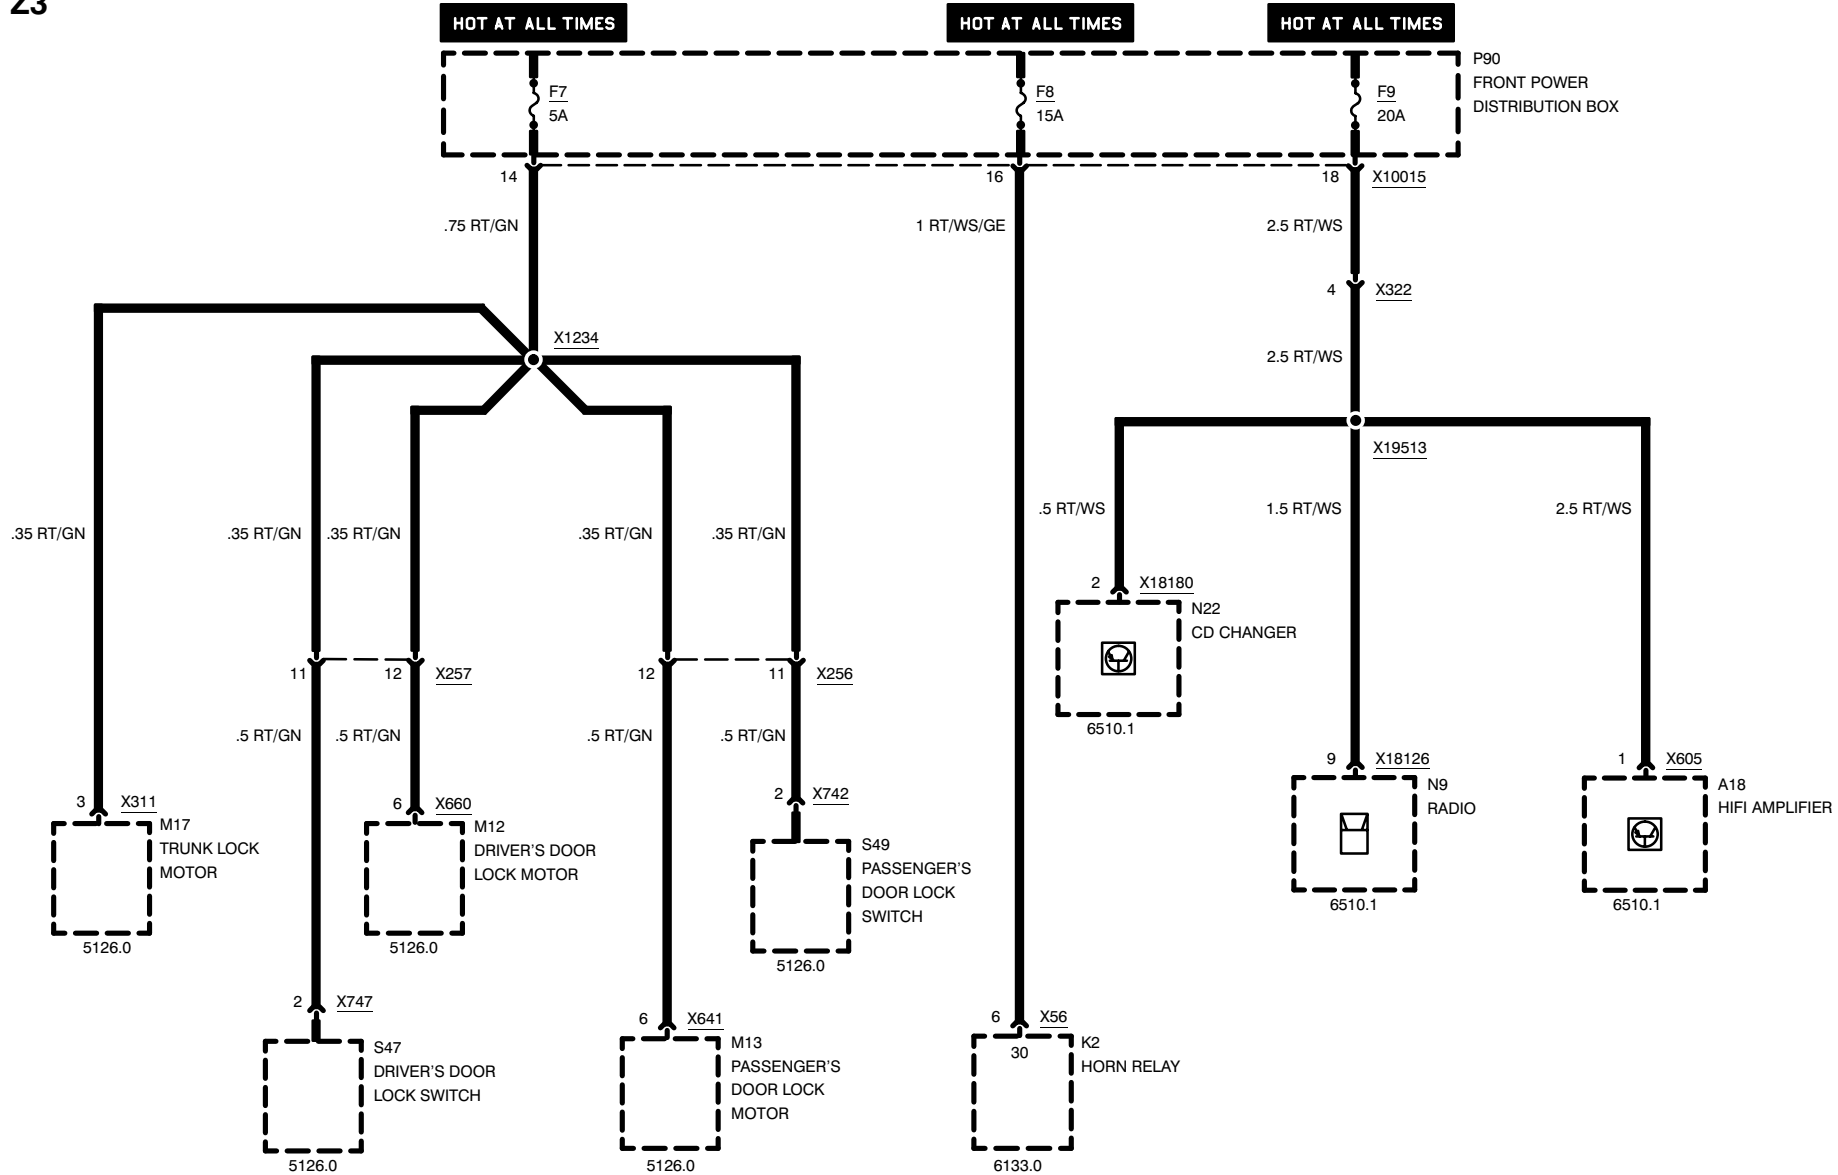 Z3
HOT AT ALL TIMES
HOT AT ALL TIMES
HOT AT ALL TIMES
P90
FRONT POWER
DISTRIBUTION BOX
F7
5A
F8
15A
F9
20A
14
16
18
X10015
.75 RT/GN
1 RT/WS/GE
2.5 RT/WS
4
X322
X1234
2.5 RT/WS
X19513
.5 RT/WS
1.5 RT/WS
2.5 RT/WS
.35 RT/GN
.35 RT/GN
.35 RT/GN
.35 RT/GN
.35 RT/GN
2
X18180
N22
CD CHANGER
6510.1
11
12
X257
12
11
X256
.5 RT/GN
.5 RT/GN
.5 RT/GN
.5 RT/GN
9
X18126
N9
RADIO
6510.1
1
X605
A18
HIFI AMPLIFIER
6510.1
3
X311
M17
TRUNK LOCK
MOTOR
5126.0
6
X660
M12
DRIVER'S DOOR
LOCK MOTOR
5126.0
2
X742
S49
PASSENGER'S
DOOR LOCK
SWITCH
5126.0
2
X747
S47
DRIVER'S DOOR
LOCK SWITCH
5126.0
6
X641
M13
PASSENGER'S
DOOR LOCK
MOTOR
5126.0
6
X56
30
K2
HORN RELAY
6133.0